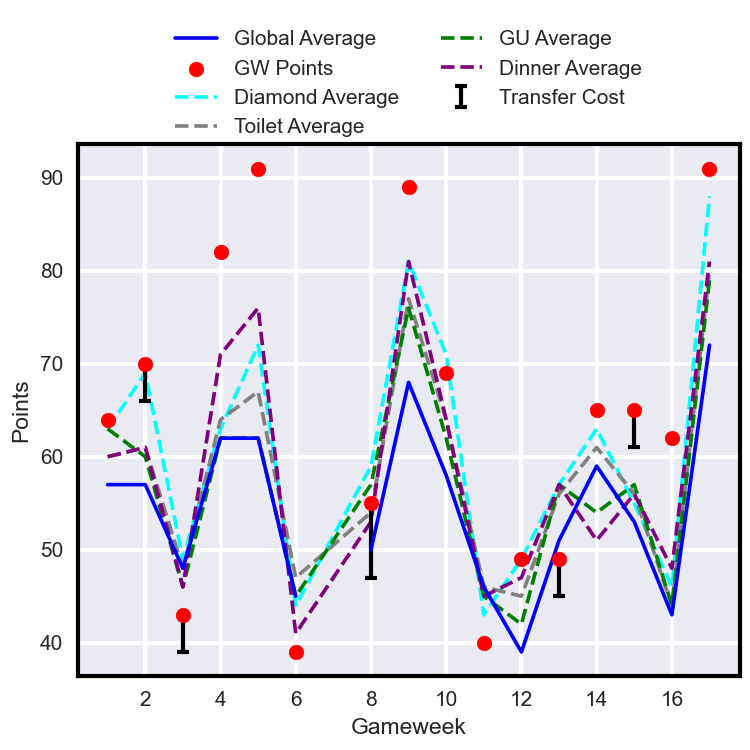 Global Average
GW Points
Diamond Average
Toilet Average
GU Average
Dinner Average
Transfer Cost
90
80
70
60
50
40
Points
2 4 6 8 10 12 14 16
Gameweek